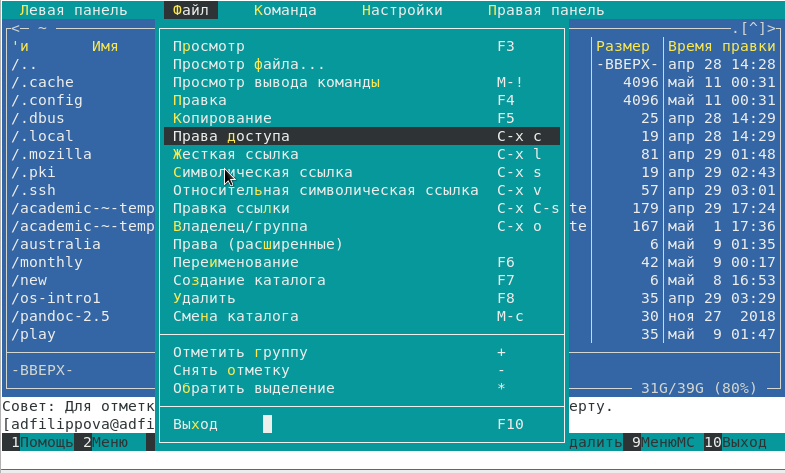 Левая панель Файл Команда Настройки Правая панель
<— ~ .[^]>
'и Имя Просмотр F3 Размер Время правки
/.. Просмотр файла... -ВВЕРХ- апр 28 14:28
/.cache Просмотр вывода команды M-! 4096 май 11 00:31
/.config Правка F4 4096 май 11 00:31
/.dbus Копирование F5 25 апр 28 14:29
/.local Права доступа C-x c 19 апр 28 14:29
/.mozilla Жесткая ссылка C-x l 81 апр 29 01:48
/.pki Символическая ссылка C-x s 19 апр 29 02:43
/.ssh Относительная символическая ссылка C-x v 57 апр 29 03:01
/academic-~-temp Правка ссылки C-x C-s te 179 апр 29 17:24
/academic-~-temp Владелец/группа C-x o te 167 май 1 17:36
/australia Права (расширенные) 6 май 9 01:35
/monthly Переименование F6 42 май 9 00:17
/new Создание каталога F7 6 май 8 16:53
/os-intro1 Удалить F8 35 апр 29 03:29
/pandoc-2.5 Смена каталога M-c 30 ноя 27 2018
/play 35 май 9 01:47
Отметить группу +
-ВВЕРХ- Снять отметку -
Обратить выделение * 31G/39G (80%)
Совет: Для отметк ерту.
[adfilippova@adfi Выход F10
1Помощь 2Меню далить 9МенюMC 10Выход